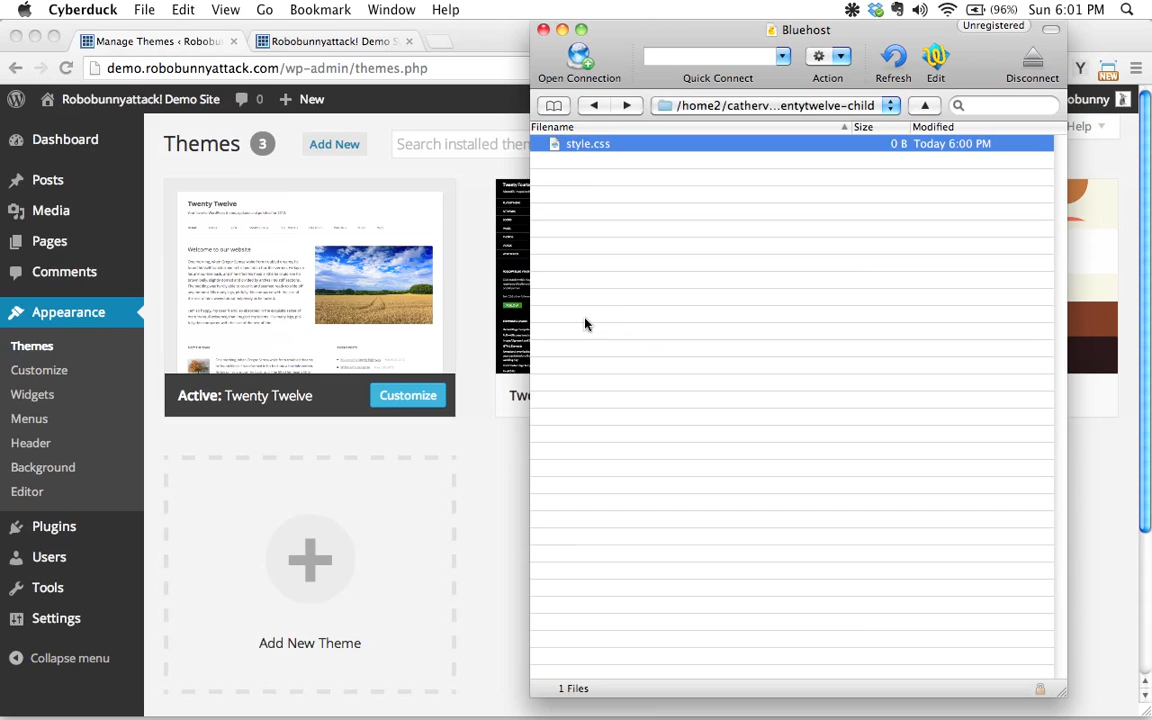 Cyberduck File Edit View Go Bookmark Window Help (96%) Sun 6:01 PM
Manage Themes ‹ Robobu Robobunnyattack! Demo S
demo.robobunnyattack.com/wp-admin/themes.php
Robobunnyattack! Demo Site 0 New
Dashboard
Posts
Media
Pages
Comments
Appearance
Themes
Customize
Widgets
Menus
Header
Background
Editor
Plugins
Users
Tools
Settings
Collapse menu
Themes 3 Add New Search installed them
Twenty Twelve
Welcome to our website
Active: Twenty Twelve Customize
Add New Theme
Bluehost
Unregistered
Open Connection Quick Connect Action Refresh Edit Disconnect
/home2/catherv...entytwelve-child
Filename Size Modified
style.css 0 B Today 6:00 PM
1 Files
NEW
obunny
Help